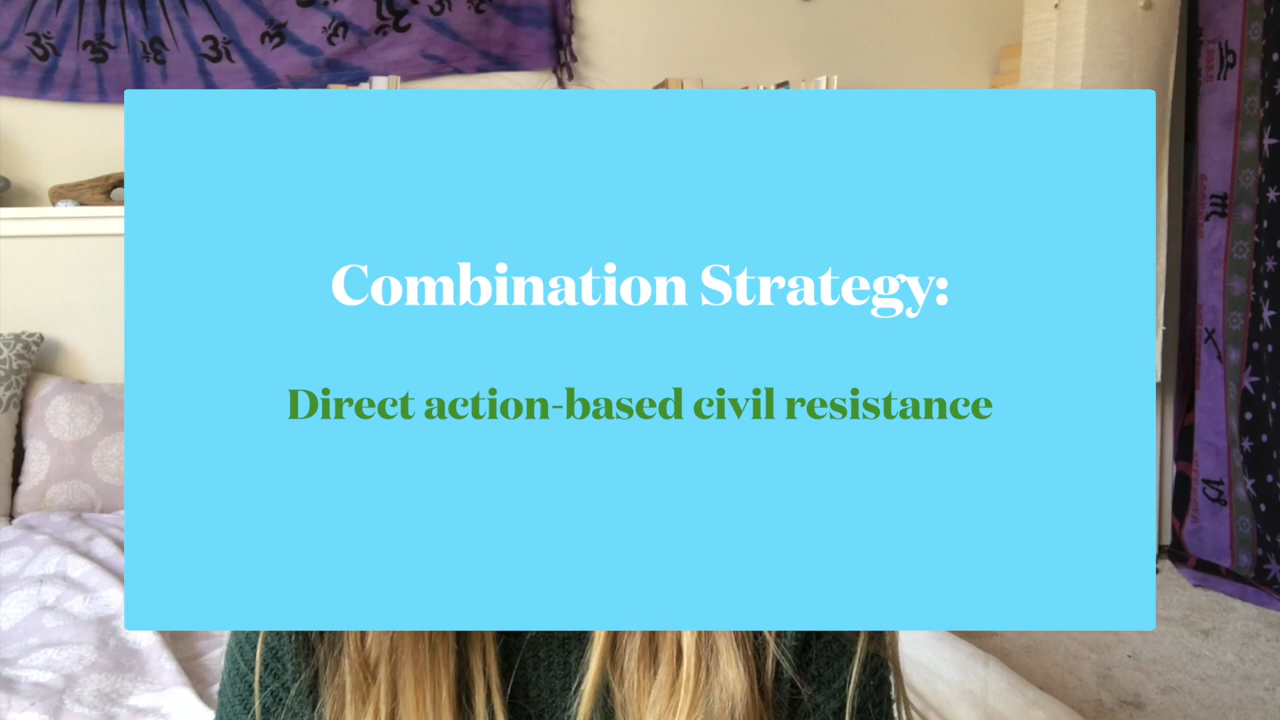 ॐ ॐ ॐ ॐ ॐ ॐ ॐ
Combination Strategy:
Direct action-based civil resistance